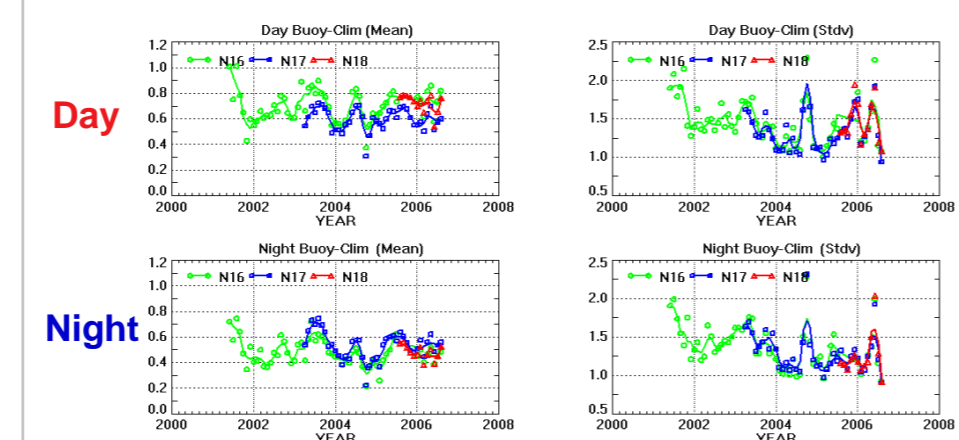 Day Buoy-Clim (Mean)
1.2
1.0
0.8
0.6
0.4
0.2
0.0
N16 N17 N18
2000 2002 2004 2006 2008
YEAR
Day Buoy-Clim (Stdv)
2.5
2.0
1.5
1.0
0.5
N16 N17 N18
2000 2002 2004 2006 2008
YEAR
Day
Night Buoy-Clim (Mean)
1.2
1.0
0.8
0.6
0.4
0.2
0.0
N16 N17 N18
2000 2002 2004 2006 2008
YEAR
Night Buoy-Clim (Stdv)
2.5
2.0
1.5
1.0
0.5
N16 N17 N18
2000 2002 2004 2006 2008
YEAR
Night